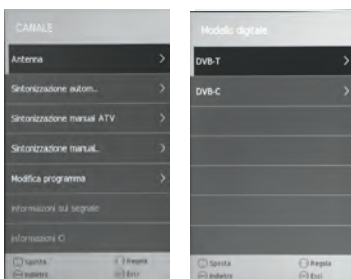 CANALE
Antenna
Sintonizzazione autom...
Sintonizzazione manual ATV
Sintonizzazione manual..
Modifica programma
Informazioni sul segnale
Informazioni CI
Sposta Regola
Indietro Esci
Modello digitale
DVB-T
DVB-C
Sposta Regola
Indietro Esci